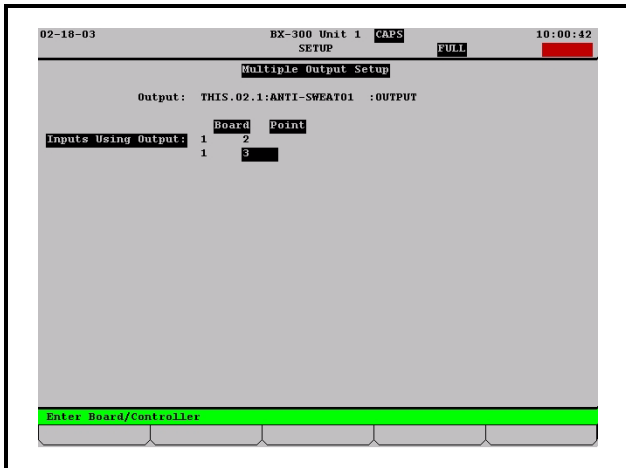 02-18-03 BX-300 Unit 1 CAPS 10:00:42
SETUP FULL
Multiple Output Setup
Output: THIS.02.1:ANTI-SWEAT01 :OUTPUT
Board Point
Inputs Using Output: 1 2
1 3
Enter Board/Controller